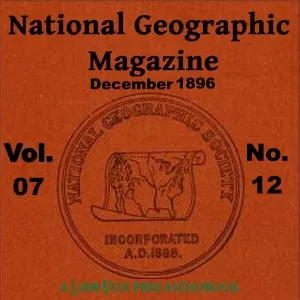 National Geographic
Magazine
December 1896
Vol. No.
07 12
NATIONAL GEOGRAPHIC SOCIETY
INCORPORATED
A.D.1888.
A LIBRIVOX FREE AUDIOBOOK